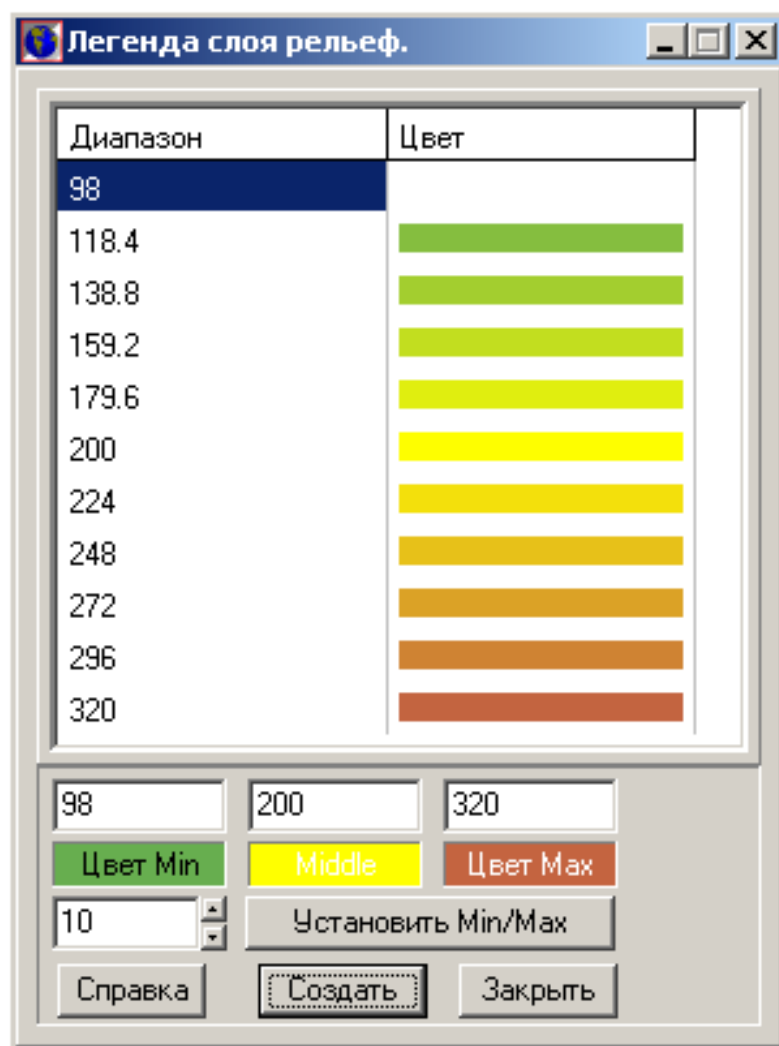 Легенда слоя рельеф.
Диапазон Цвет
98
118.4
138.8
159.2
179.6
200
224
248
272
296
320
98 200 320
Цвет Min Middle Цвет Max
10 Установить Min/Max
Справка Создать Закрыть